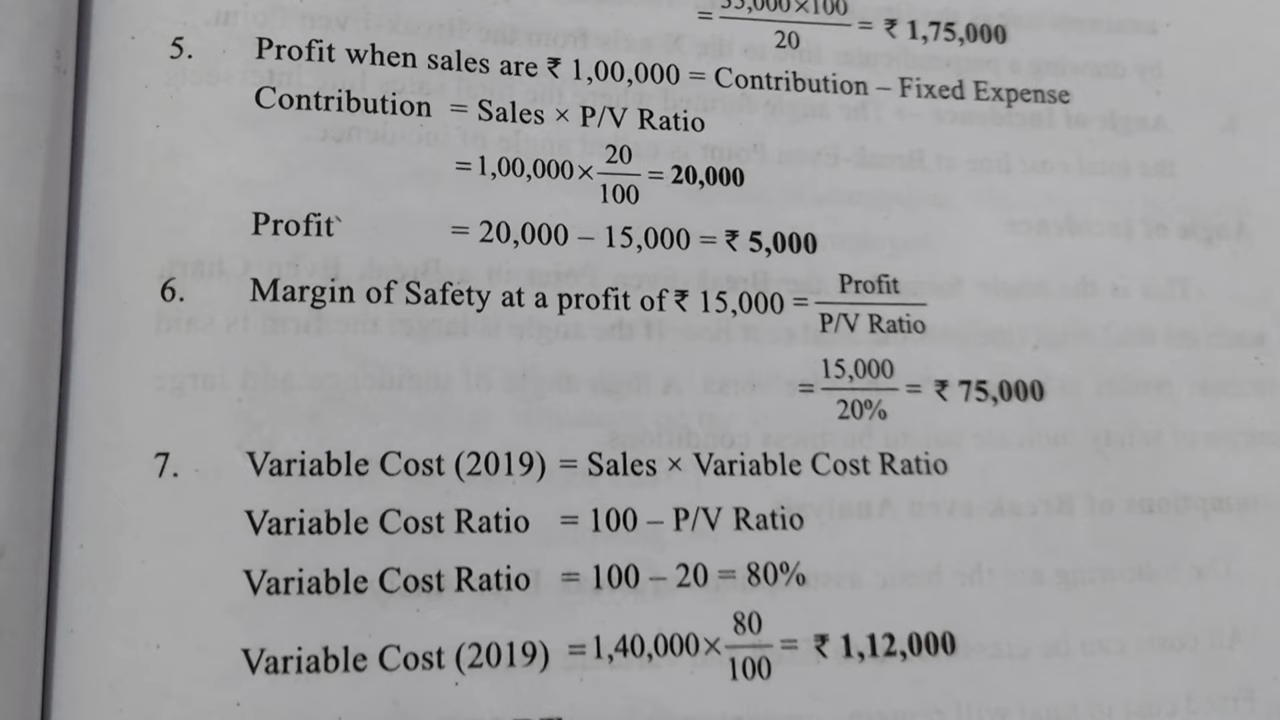 = 35,000×100 / 20 = ₹ 1,75,000
5. Profit when sales are ₹ 1,00,000 = Contribution – Fixed Expense
Contribution = Sales × P/V Ratio
=1,00,000× 20/100 = 20,000
Profit = 20,000 – 15,000 = ₹ 5,000
6. Margin of Safety at a profit of ₹ 15,000 = Profit / P/V Ratio
= 15,000 / 20% = ₹ 75,000
7. Variable Cost (2019) = Sales × Variable Cost Ratio
Variable Cost Ratio = 100 – P/V Ratio
Variable Cost Ratio = 100 – 20 = 80%
Variable Cost (2019) =1,40,000× 80/100 = ₹ 1,12,000